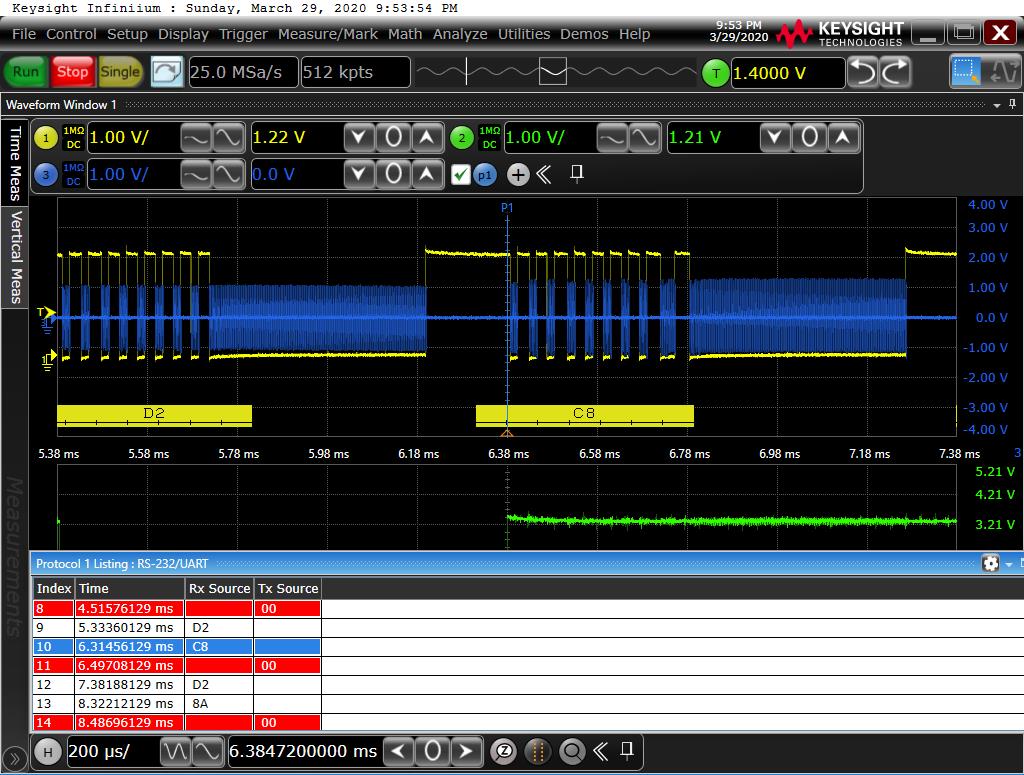 Keysight Infiniium : Sunday, March 29, 2020 9:53:54 PM
File Control Setup Display Trigger Measure/Mark Math Analyze Utilities Demos Help
9:53 PM
3/29/2020
KEYSIGHT
TECHNOLOGIES
Run Stop Single 25.0 MSa/s 512 kpts T 1.4000 V
Waveform Window 1
Time Meas
Vertical Meas
Measurements
1 1MΩ DC 1.00 V/ 1.22 V 0 2 1MΩ DC 1.00 V/ 1.21 V 0
3 1MΩ DC 1.00 V/ 0.0 V 0 p1
P1
4.00 V
3.00 V
2.00 V
1.00 V
T 0.0 V
-1.00 V
-2.00 V
-3.00 V
-4.00 V
D2 C8
5.38 ms 5.58 ms 5.78 ms 5.98 ms 6.18 ms 6.38 ms 6.58 ms 6.78 ms 6.98 ms 7.18 ms 7.38 ms 3
5.21 V
4.21 V
3.21 V
Protocol 1 Listing : RS-232/UART
Index Time Rx Source Tx Source
8 4.51576129 ms 00
9 5.33360129 ms D2
10 6.31456129 ms C8
11 6.49708129 ms 00
12 7.38188129 ms D2
13 8.32212129 ms 8A
14 8.48696129 ms 00
H 200 µs/ 6.3847200000 ms 0 Z